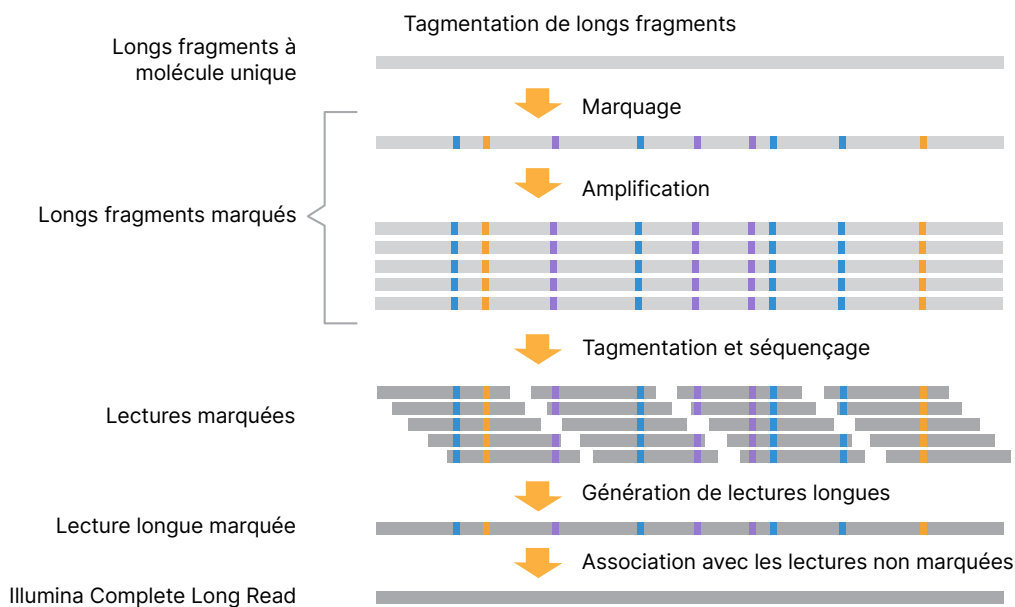 Tagmentation de longs fragments
Longs fragments à
molécule unique
Marquage
Amplification
Longs fragments marqués
Tagmentation et séquençage
Lectures marquées
Génération de lectures longues
Lecture longue marquée
Association avec les lectures non marquées
Illumina Complete Long Read